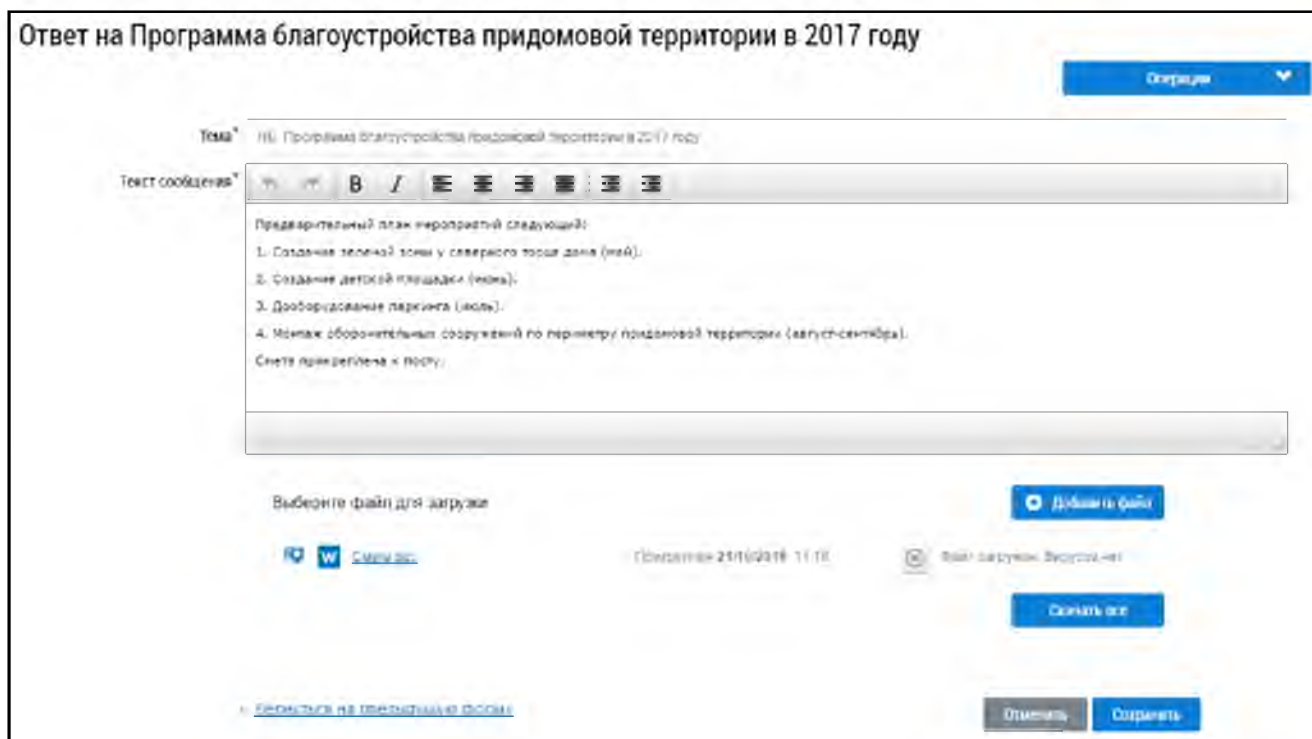 Ответ на Программа благоустройства придомовой территории в 2017 году
Операции
Тема*
RE: Программа благоустройства придомовой территории в 2017 году
Текст сообщения*
B I
Предварительный план мероприятий следующий:
1. Создание зеленой зоны у северного торца дома (май).
2. Создание детской площадки (июнь).
3. Дооборудование паркинга (июль).
4. Монтаж оборонительных сооружений по периметру придомовой территории (август-сентябрь).
Смета прикреплена к посту.
Выберите файл для загрузки
Добавить файл
W
Прикреплен 21/10/2016 11:18
Файл загружен. Вирусов нет
Скачать все
Вернуться на предыдущую форму
Отменить
Сохранить